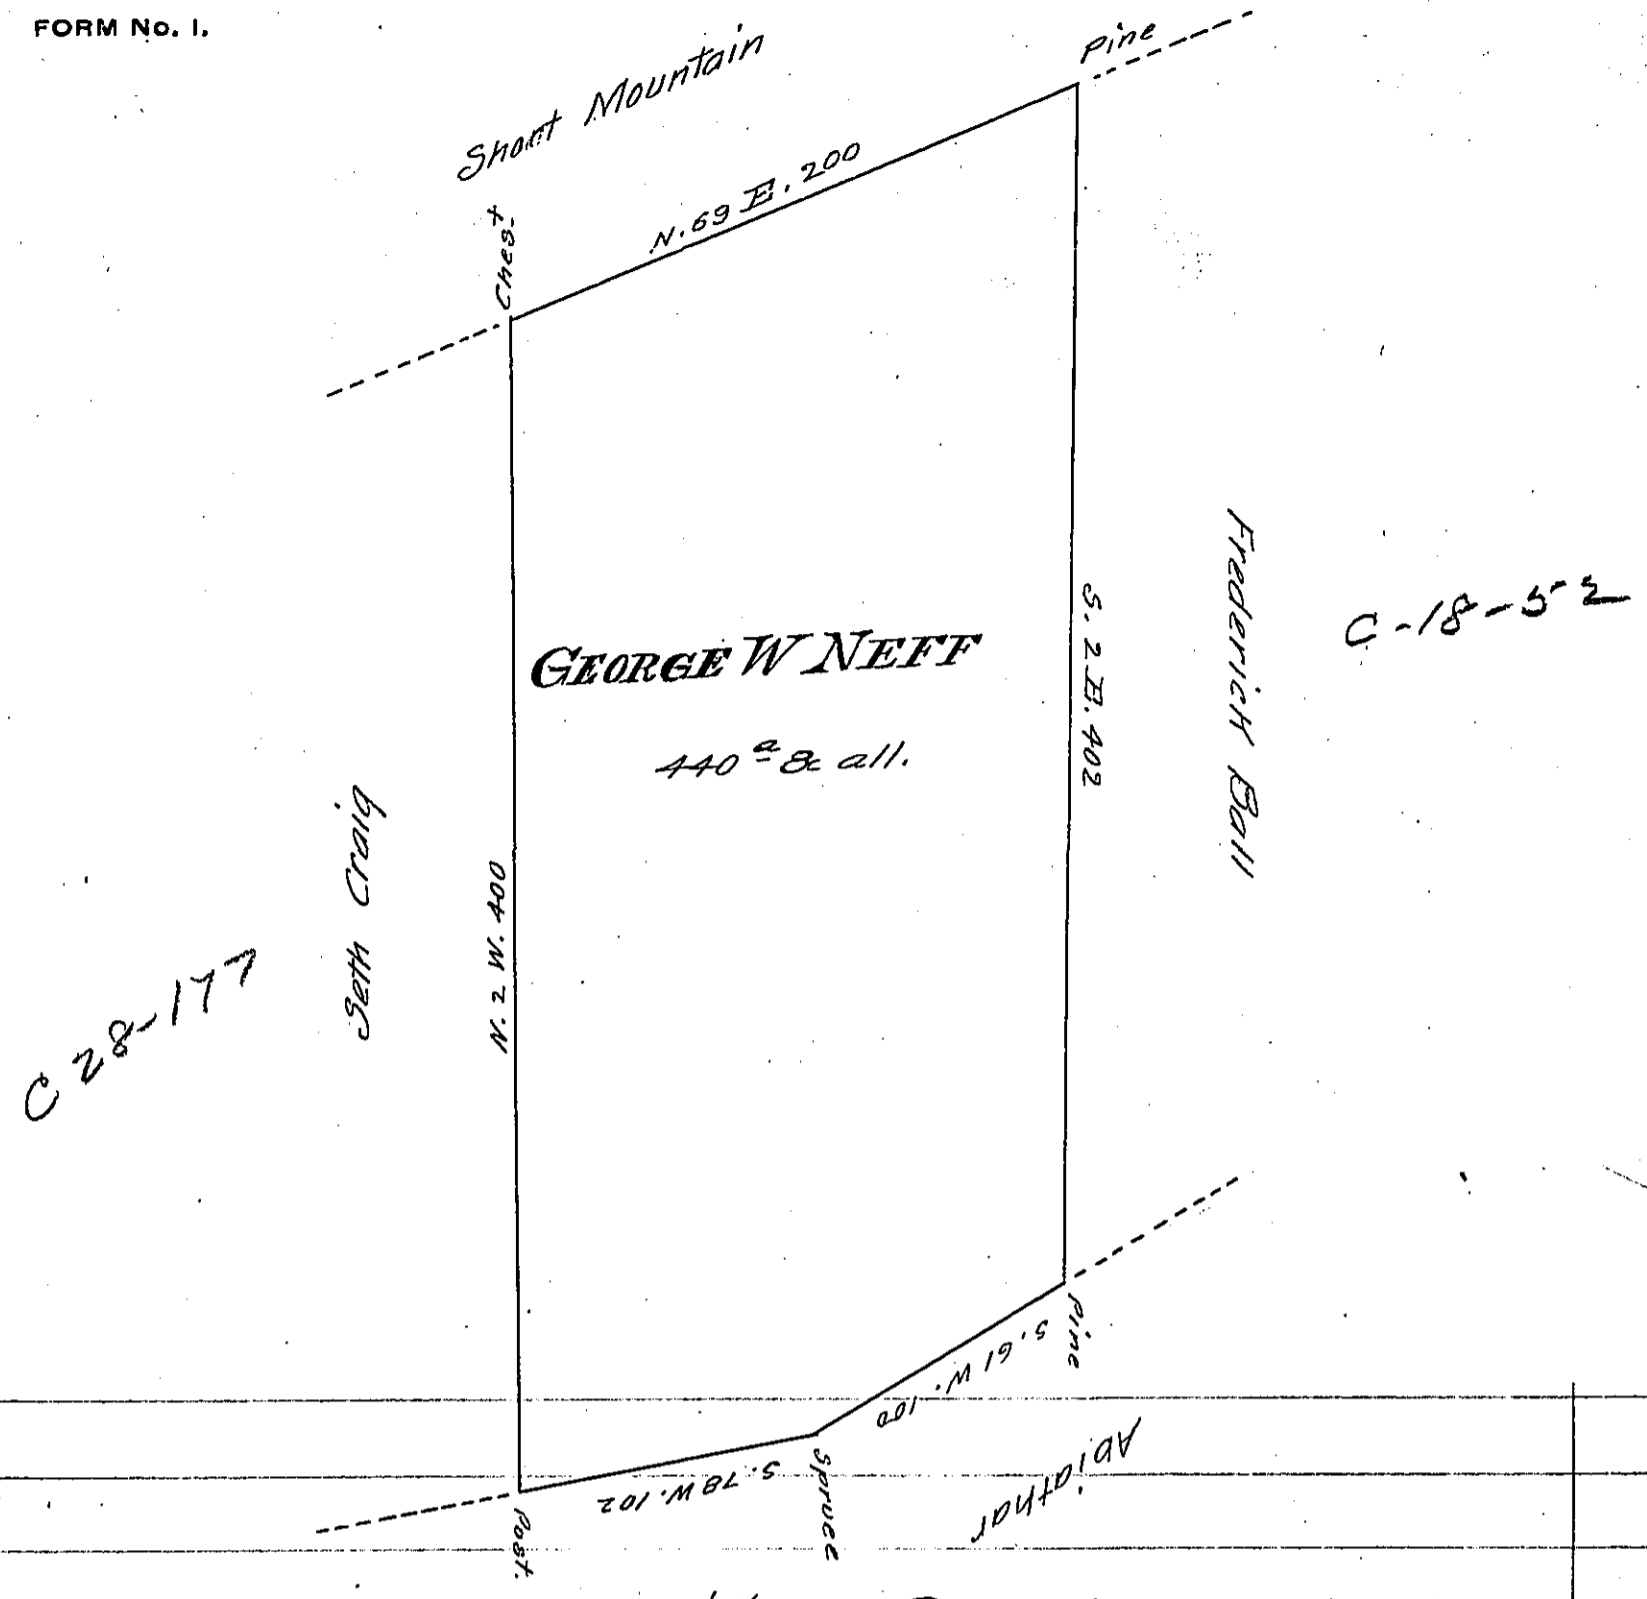 FORM No. 1.
Short Mountain
Pine
Ches.t
N. 69 E. 200
GEORGE W NEFF
440 a & all.
S. 2 E. 402
Frederick Ball
C-18-52
Seth Craig
N. 2 W. 400
C 28-177
Pine
S. 61 W. 100
Spruce
S. 78 W. 102
Post.
Abiathar